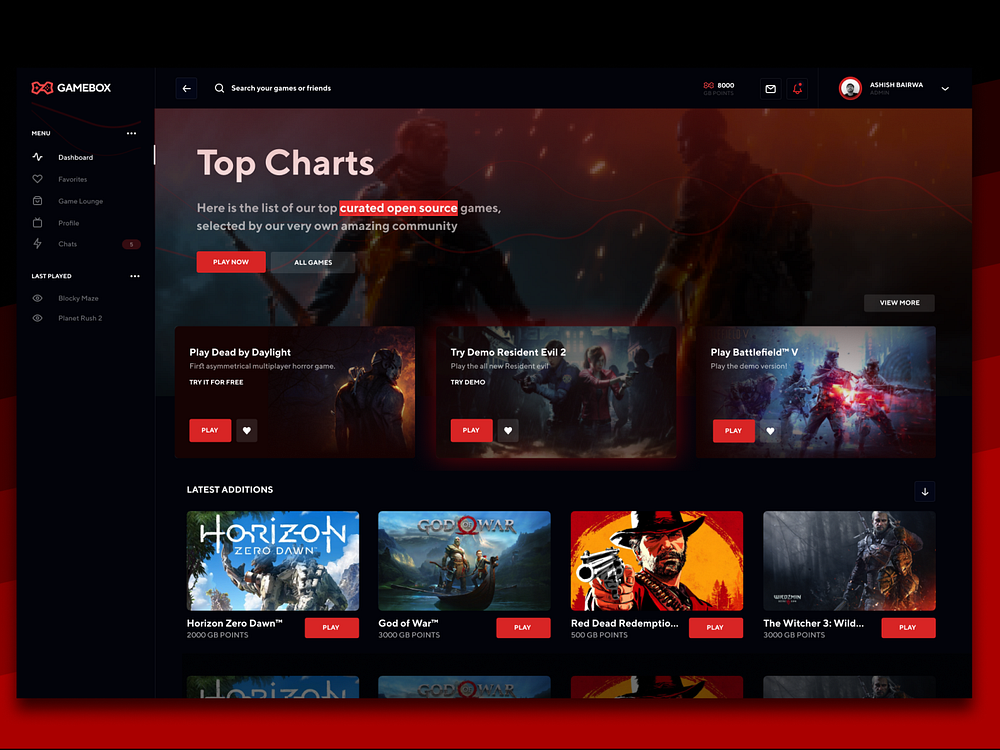 GAMEBOX
Search your games or friends
8000
GB POINTS
ASHISH BAIRWA
ADMIN
MENU
Dashboard
Favorites
Game Lounge
Profile
Chats
5
LAST PLAYED
Blocky Maze
Planet Rush 2
Top Charts
Here is the list of our top curated open source games,
selected by our very own amazing community
PLAY NOW
ALL GAMES
VIEW MORE
Play Dead by Daylight
First asymmetrical multiplayer horror game.
TRY IT FOR FREE
PLAY
Try Demo Resident Evil 2
Play the all new Resident evil
TRY DEMO
PLAY
Play Battlefield™ V
Play the demo version!
PLAY
LATEST ADDITIONS
HORIZON
ZERO DAWN™
GOD OF WAR
WIEDŹMIN
Horizon Zero Dawn™
2000 GB POINTS
PLAY
God of War™
3000 GB POINTS
PLAY
Red Dead Redemptio...
500 GB POINTS
PLAY
The Witcher 3: Wild...
3000 GB POINTS
PLAY
HORIZON
GOD OF WAR